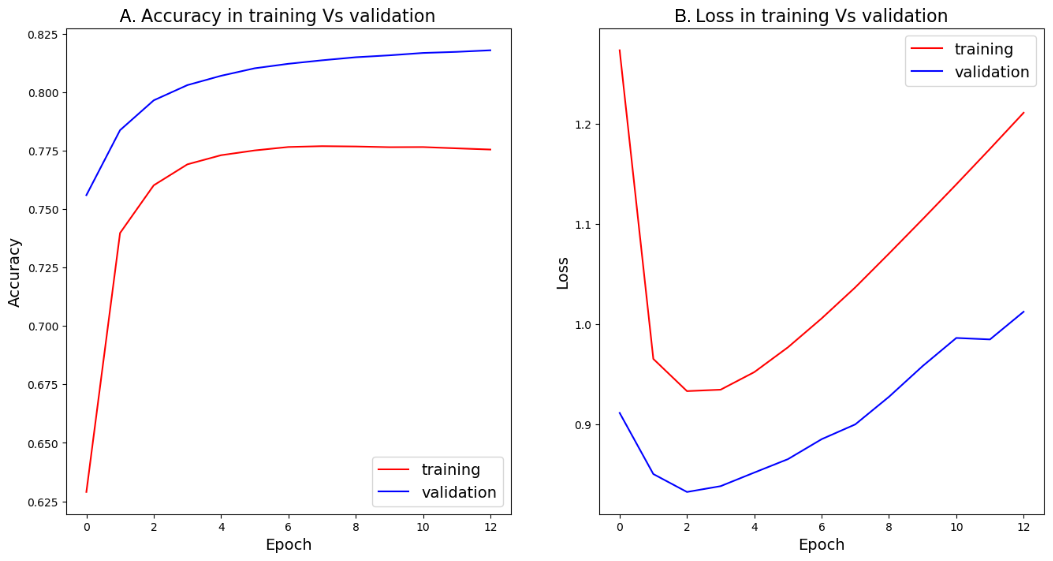 A. Accuracy in training Vs validation
0.825
0.800
0.775
0.750
0.725
0.700
0.675
0.650
0.625
Accuracy
0 2 4 6 8 10 12
Epoch
training
validation
B. Loss in training Vs validation
1.2
1.1
1.0
0.9
Loss
0 2 4 6 8 10 12
Epoch
training
validation